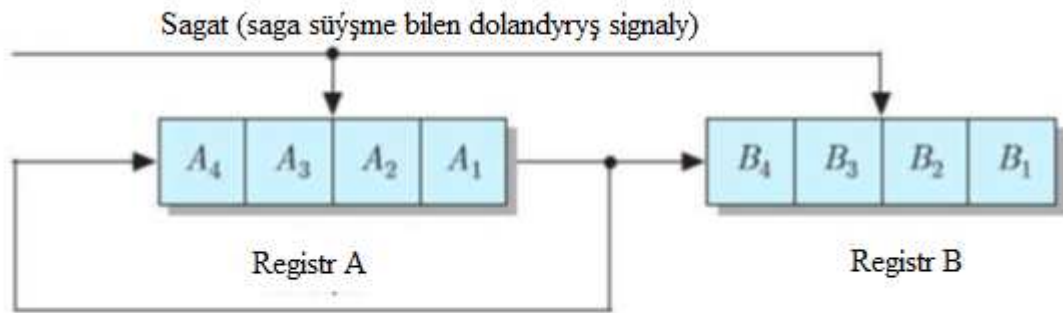 Sagat (saga süýşme bilen dolandyryş signaly)
A₄ A₃ A₂ A₁ B₄ B₃ B₂ B₁
Registr A Registr B